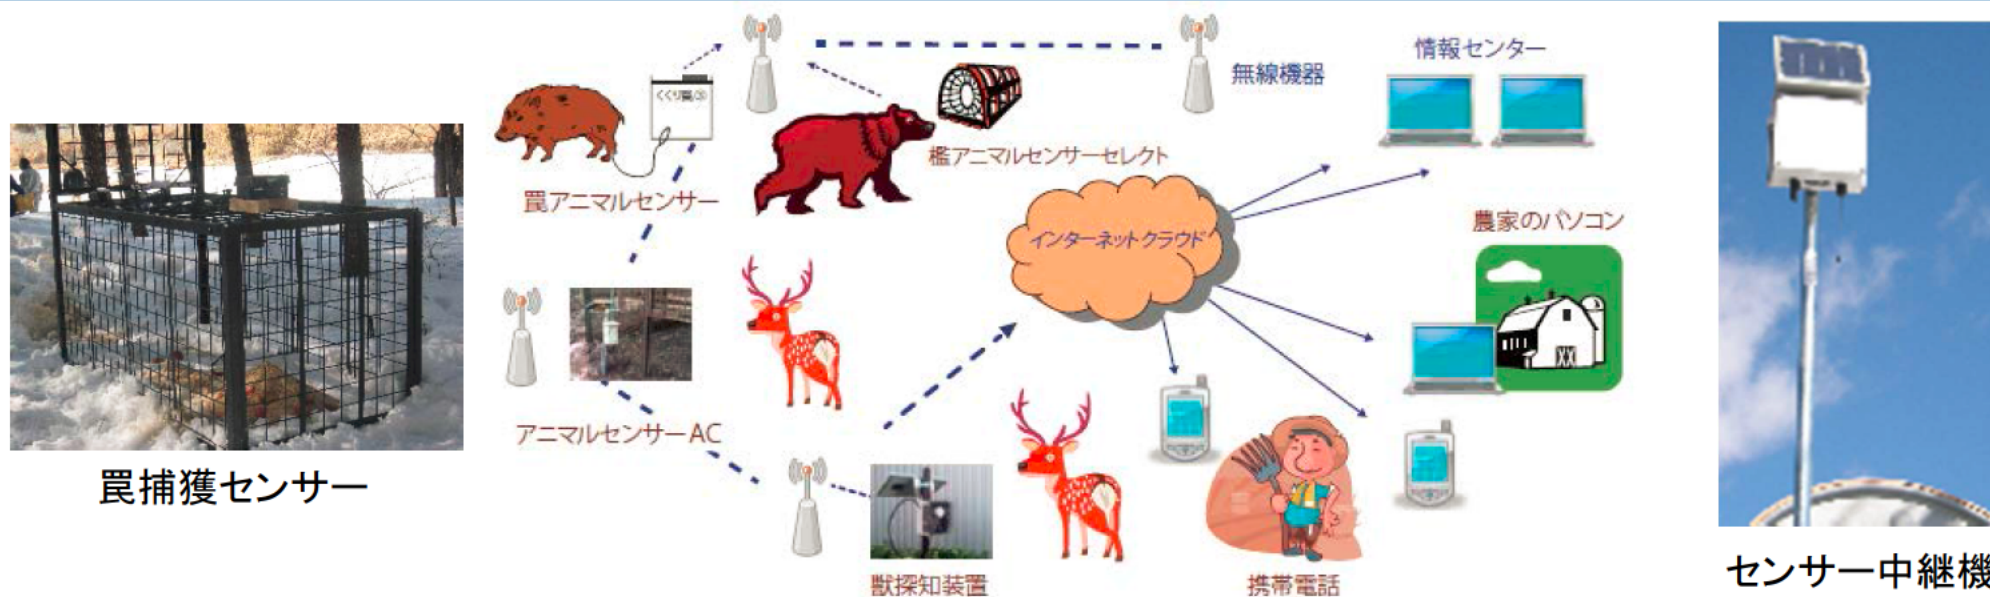 くくり罠
無線機器
情報センター
罠アニマルセンサー
檻アニマルセンサーセレクト
インターネットクラウド
農家のパソコン
アニマルセンサーAC
罠捕獲センサー
獣探知装置
携帯電話
センサー中継機